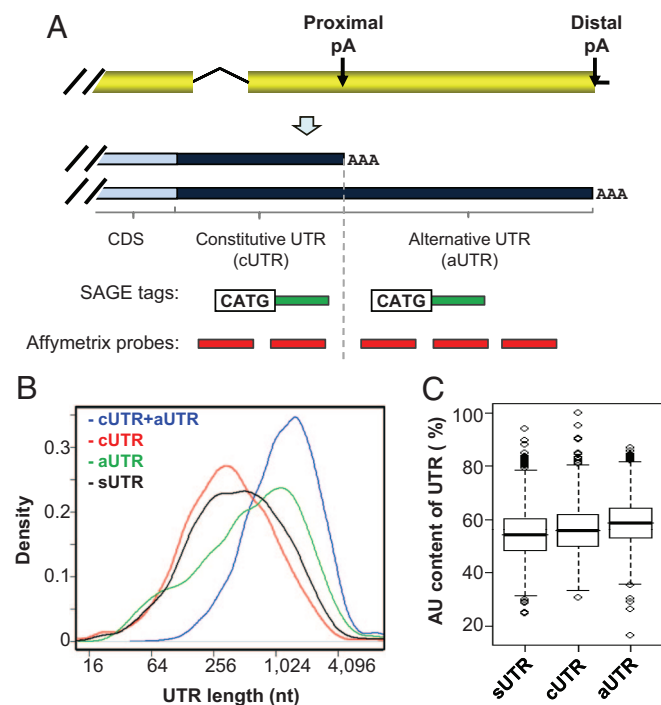 A
Proximal
pA
Distal
pA
AAA
AAA
CDS
Constitutive UTR
(cUTR)
Alternative UTR
(aUTR)
SAGE tags:
CATG
CATG
Affymetrix probes:
B
- cUTR+aUTR
- cUTR
- aUTR
- sUTR
Density
0.3
0.2
0.1
0
16
64
256
1,024
4,096
UTR length (nt)
C
AU content of UTR ( %)
100
80
60
40
20
sUTR
cUTR
aUTR